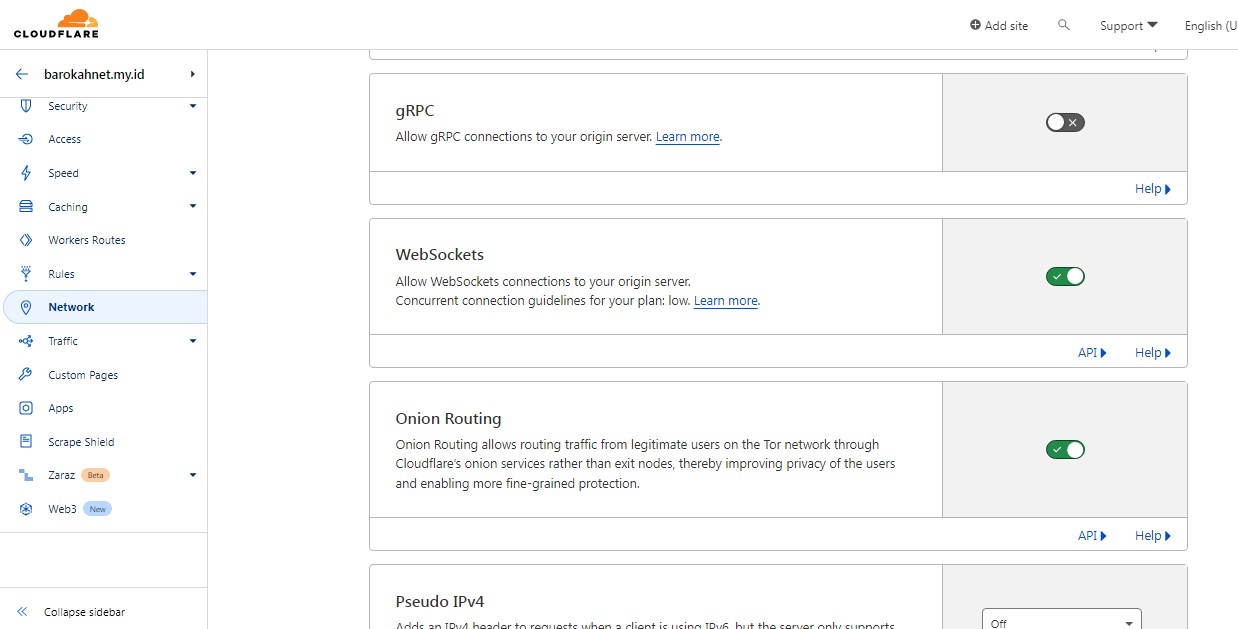 CLOUDFLARE
Add site
Support
English (U
barokahnet.my.id
Security
Access
Speed
Caching
Workers Routes
Rules
Network
Traffic
Custom Pages
Apps
Scrape Shield
Zaraz Beta
Web3 New
Collapse sidebar
gRPC
Allow gRPC connections to your origin server. Learn more.
Help
WebSockets
Allow WebSockets connections to your origin server.
Concurrent connection guidelines for your plan: low. Learn more.
API Help
Onion Routing
Onion Routing allows routing traffic from legitimate users on the Tor network through
Cloudflare's onion services rather than exit nodes, thereby improving privacy of the users
and enabling more fine-grained protection.
API Help
Pseudo IPv4
Adds an IPv4 header to requests when a client is using IPv6, but the server only supports
Off